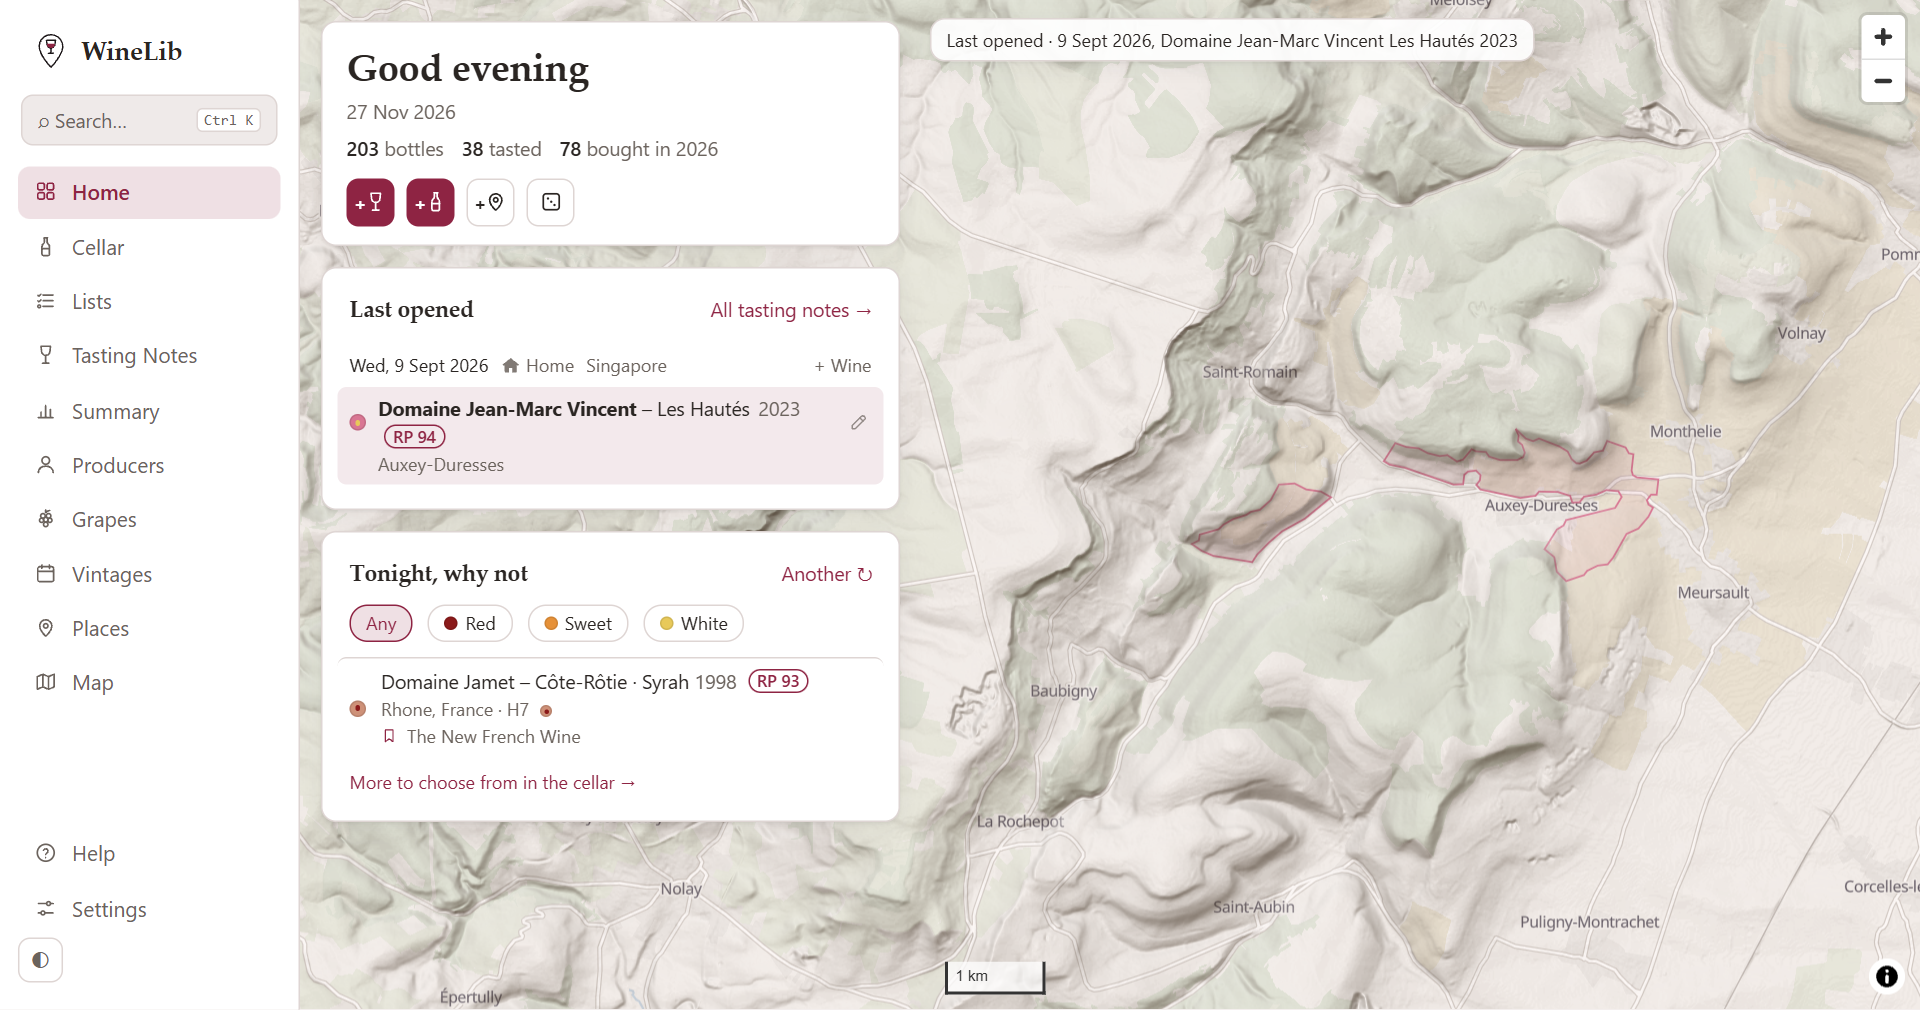 WineLib
Search...
Ctrl K
Home
Cellar
Lists
Tasting Notes
Summary
Producers
Grapes
Vintages
Places
Map
Help
Settings
Good evening
27 Nov 2026
203 bottles 38 tasted 78 bought in 2026
Last opened
All tasting notes →
Wed, 9 Sept 2026 Home Singapore
+ Wine
Domaine Jean-Marc Vincent – Les Hautés 2023
RP 94
Auxey-Duresses
Tonight, why not
Another ↻
Any
Red
Sweet
White
Domaine Jamet – Côte-Rôtie · Syrah 1998 RP 93
Rhone, France · H7
The New French Wine
More to choose from in the cellar →
Last opened · 9 Sept 2026, Domaine Jean-Marc Vincent Les Hautés 2023
+
−
Volnay
Saint-Romain
Monthelie
Auxey-Duresses
Meursault
Baubigny
La Rochepot
Nolay
Saint-Aubin
Puligny-Montrachet
Épertully
1 km